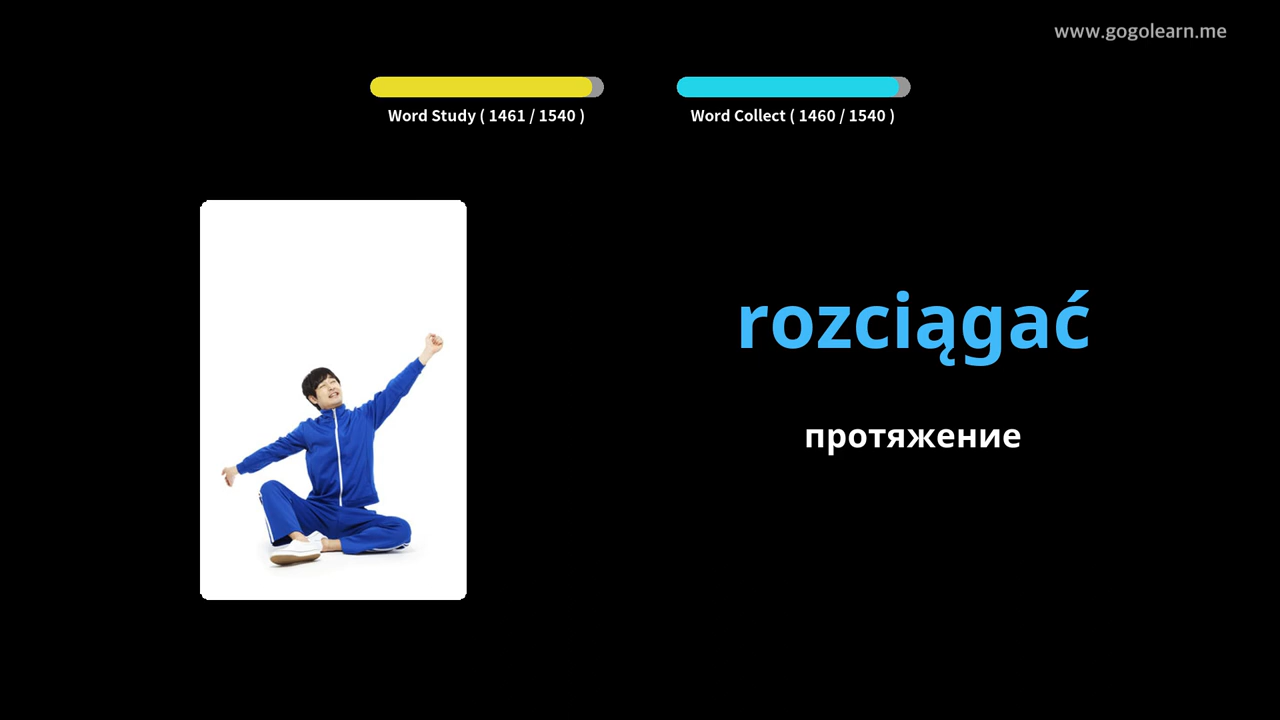 www.gogolearn.me
Word Study ( 1461 / 1540 )
Word Collect ( 1460 / 1540 )
rozciągać
протяжение